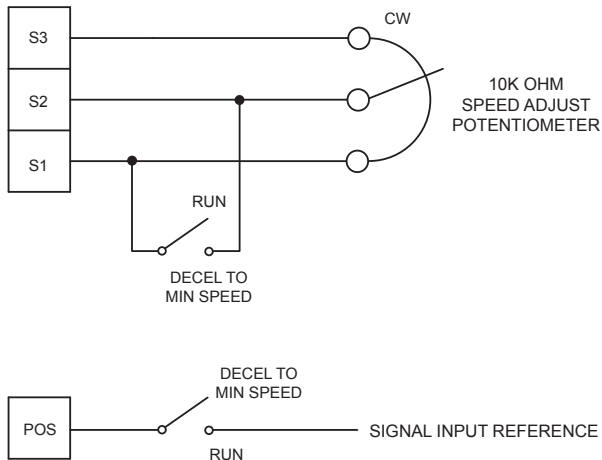 S3
CW
S2
10K OHM
SPEED ADJUST
POTENTIOMETER
S1
RUN
DECEL TO
MIN SPEED
DECEL TO
MIN SPEED
POS
SIGNAL INPUT REFERENCE
RUN